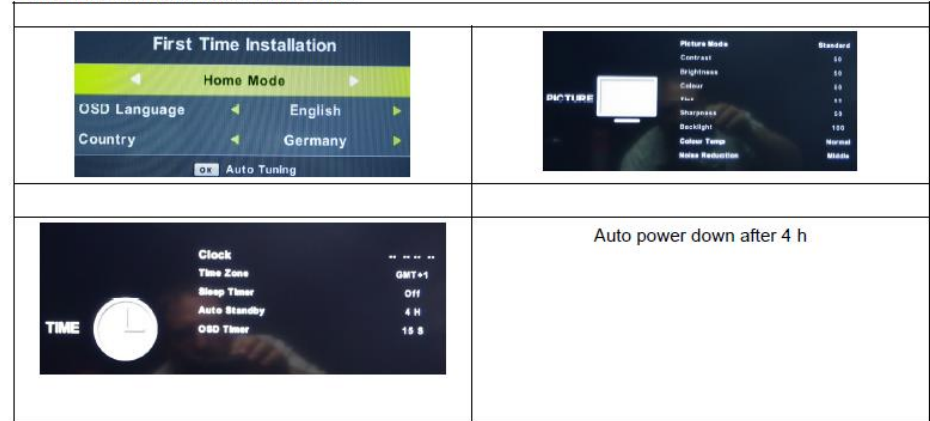 First Time Installation
Home Mode
OSD Language English
Country Germany
OK Auto Tuning
PICTURE
Picture Mode Standard
Contrast 50
Brightness 50
Colour 50
Tint 50
Sharpness 50
Backlight 100
Colour Temp Normal
Noise Reduction Middle
TIME
Clock -- -- -- --
Time Zone GMT+1
Sleep Timer Off
Auto Standby 4 H
OSD Timer 15 S
Auto power down after 4 h